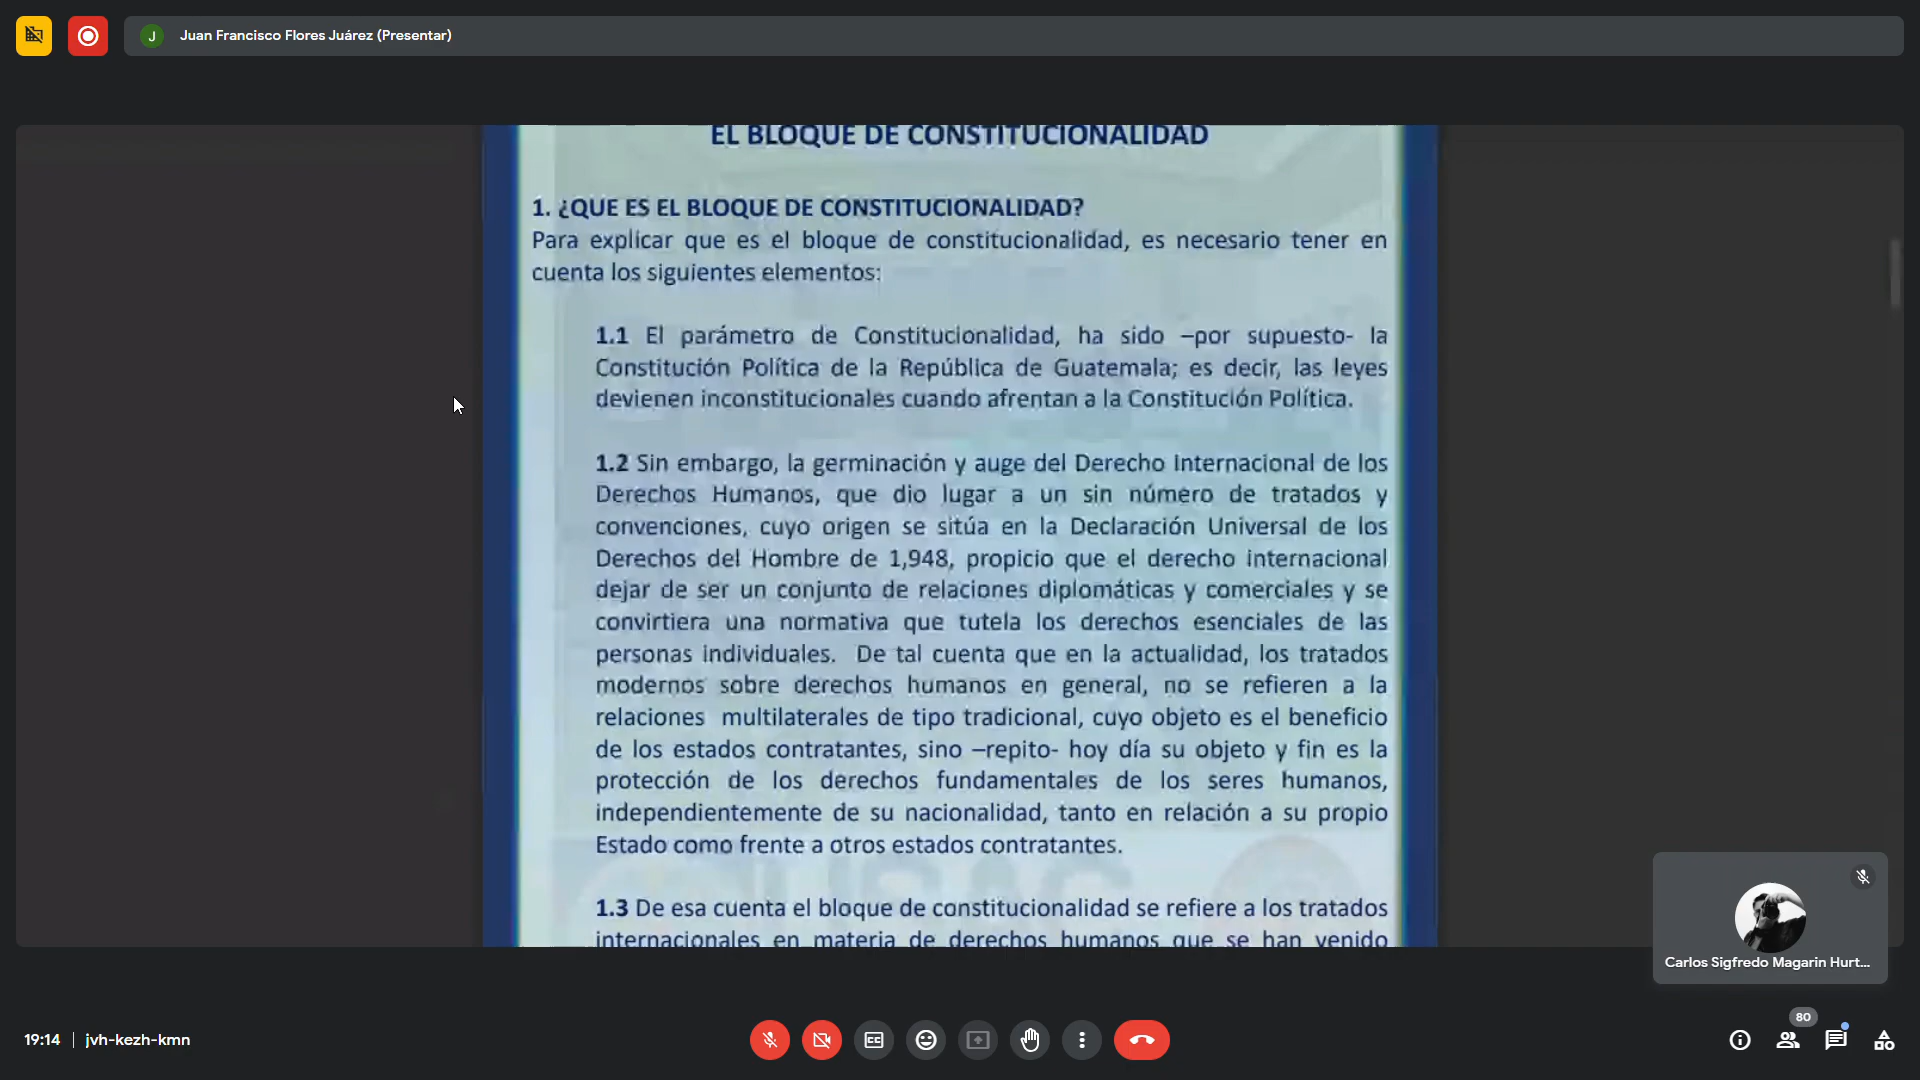 Juan Francisco Flores Juárez (Presentar)
EL BLOQUE DE CONSTITUCIONALIDAD
1. ¿QUE ES EL BLOQUE DE CONSTITUCIONALIDAD?
Para explicar que es el bloque de constitucionalidad, es necesario tener en
cuenta los siguientes elementos:
1.1 El parámetro de Constitucionalidad, ha sido –por supuesto- la
Constitución Política de la República de Guatemala; es decir, las leyes
devienen inconstitucionales cuando afrentan a la Constitución Política.
1.2 Sin embargo, la germinación y auge del Derecho Internacional de los
Derechos Humanos, que dio lugar a un sin número de tratados y
convenciones, cuyo origen se sitúa en la Declaración Universal de los
Derechos del Hombre de 1,948, propicio que el derecho internacional
dejar de ser un conjunto de relaciones diplomáticas y comerciales y se
convirtiera una normativa que tutela los derechos esenciales de las
personas individuales. De tal cuenta que en la actualidad, los tratados
modernos sobre derechos humanos en general, no se refieren a la
relaciones multilaterales de tipo tradicional, cuyo objeto es el beneficio
de los estados contratantes, sino –repito- hoy día su objeto y fin es la
protección de los derechos fundamentales de los seres humanos,
independientemente de su nacionalidad, tanto en relación a su propio
Estado como frente a otros estados contratantes.
1.3 De esa cuenta el bloque de constitucionalidad se refiere a los tratados
internacionales en materia de derechos humanos que se han venido
Carlos Sigfredo Magarin Hurt...
19:14 | jvh-kezh-kmn
80